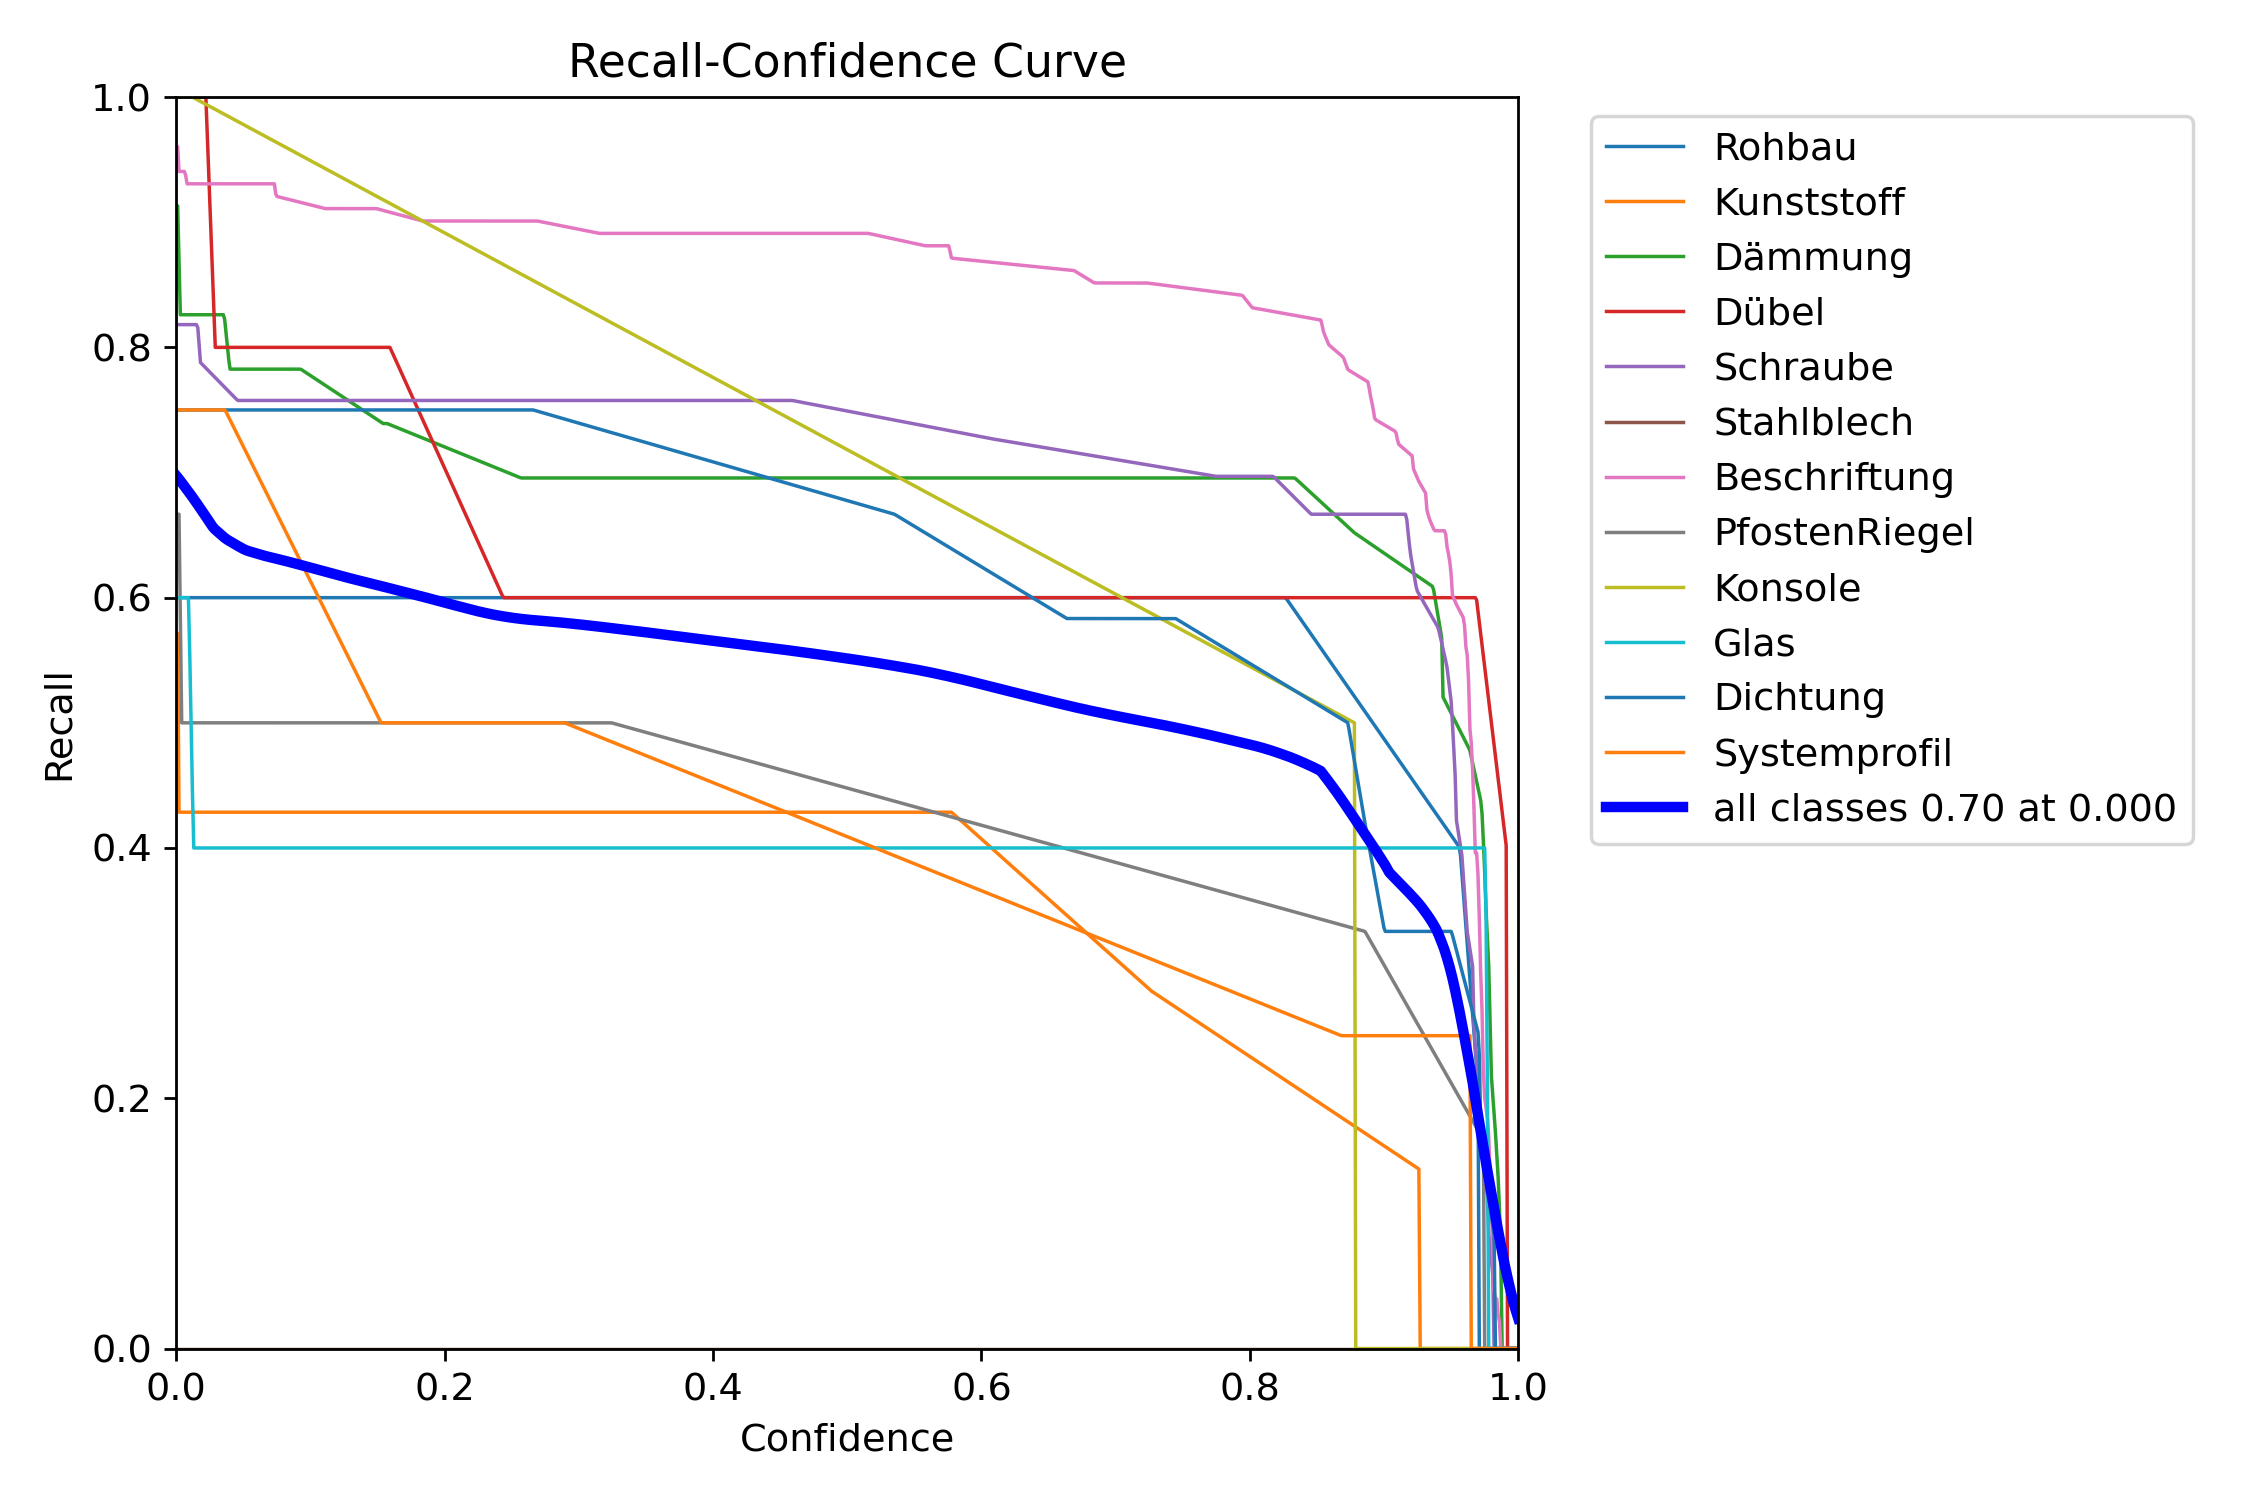 Recall-Confidence Curve
1.0
0.8
0.6
0.4
0.2
0.0
Recall
0.0 0.2 0.4 0.6 0.8 1.0
Confidence
Rohbau
Kunststoff
Dämmung
Dübel
Schraube
Stahlblech
Beschriftung
PfostenRiegel
Konsole
Glas
Dichtung
Systemprofil
all classes 0.70 at 0.000